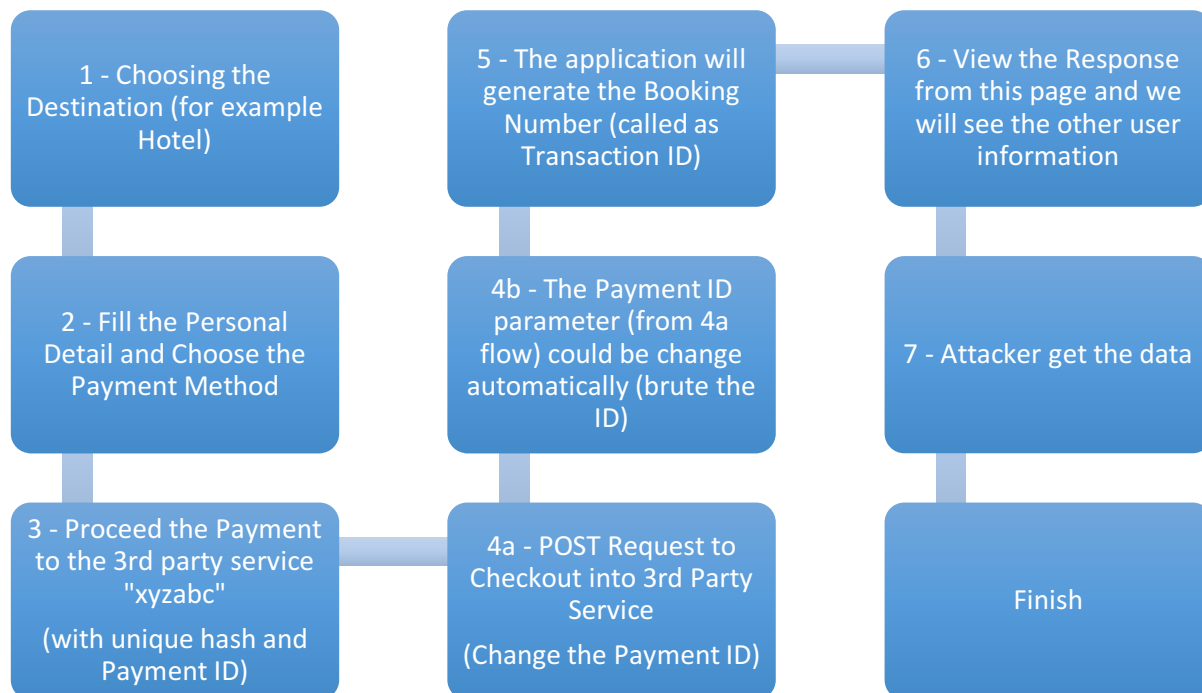 1 - Choosing the
Destination (for example
Hotel)
2 - Fill the Personal
Detail and Choose the
Payment Method
3 - Proceed the Payment
to the 3rd party service
"xyzabc"
(with unique hash and
Payment ID)
4a - POST Request to
Checkout into 3rd Party
Service
(Change the Payment ID)
4b - The Payment ID
parameter (from 4a
flow) could be change
automatically (brute the
ID)
5 - The application will
generate the Booking
Number (called as
Transaction ID)
6 - View the Response
from this page and we
will see the other user
information
7 - Attacker get the data
Finish